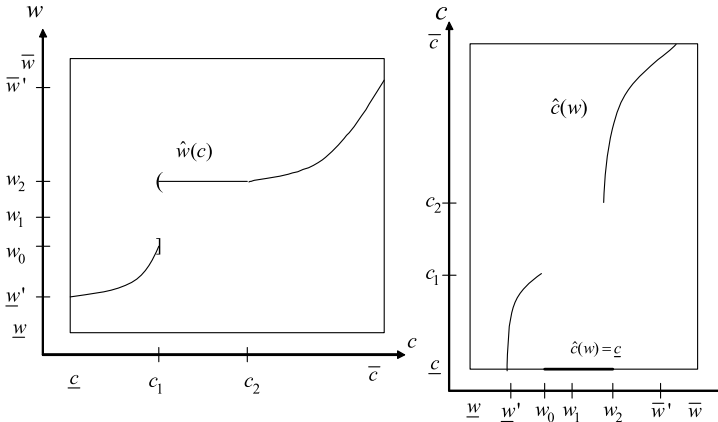 w
w̅
w̅'
ŵ(c)
w₂
(
w₁
w₀
]
w̲'
w̲
c
c̲
c₁
c₂
c̅
c
c̅
ĉ(w)
c₂
c₁
ĉ(w) = c̲
c̲
w̲
w̲'
w₀
w₁
w₂
w̅'
w̅